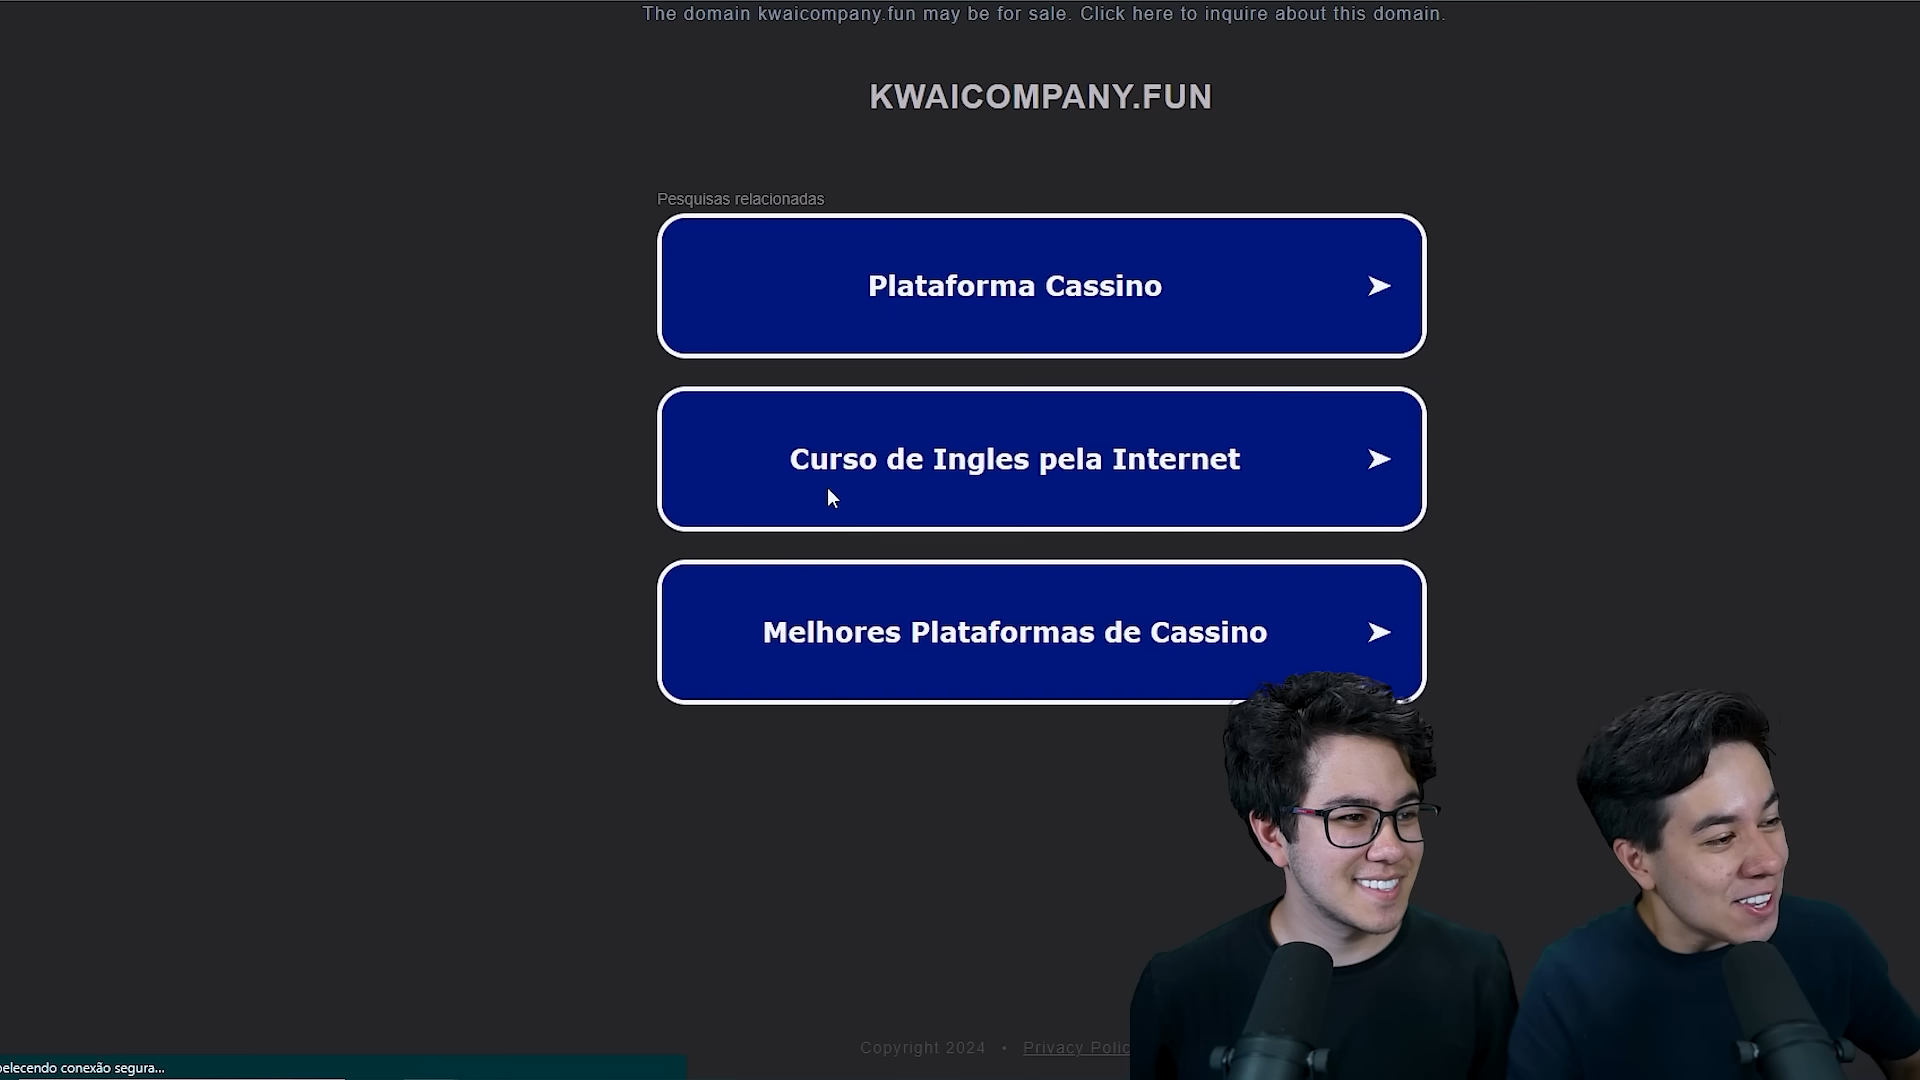 The domain kwaicompany.fun may be for sale. Click here to inquire about this domain.
KWAICOMPANY.FUN
Pesquisas relacionadas
Plataforma Cassino
Curso de Ingles pela Internet
Melhores Plataformas de Cassino
Copyright 2024 • Privacy Polic
belecendo conexão segura...